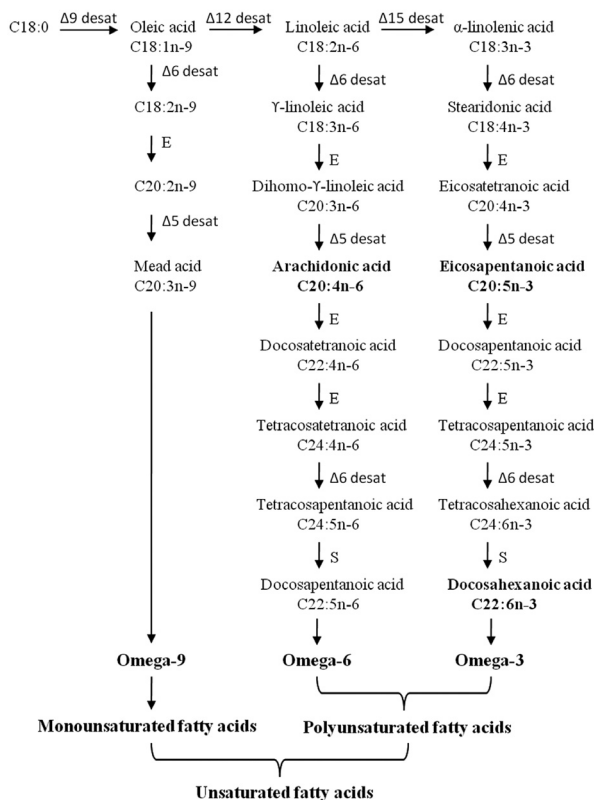 C18:0 Δ9 desat Oleic acid Δ12 desat Linoleic acid Δ15 desat α-linolenic acid
C18:1n-9 C18:2n-6 C18:3n-3
Δ6 desat Δ6 desat Δ6 desat
C18:2n-9 ϒ-linoleic acid Stearidonic acid
C18:3n-6 C18:4n-3
E E E
C20:2n-9 Dihomo-ϒ-linoleic acid Eicosatetranoic acid
C20:3n-6 C20:4n-3
Δ5 desat Δ5 desat Δ5 desat
Mead acid Arachidonic acid Eicosapentanoic acid
C20:3n-9 C20:4n-6 C20:5n-3
E E
Docosatetranoic acid Docosapentanoic acid
C22:4n-6 C22:5n-3
E E
Tetracosatetranoic acid Tetracosapentanoic acid
C24:4n-6 C24:5n-3
Δ6 desat Δ6 desat
Tetracosapentanoic acid Tetracosahexanoic acid
C24:5n-6 C24:6n-3
S S
Docosapentanoic acid Docosahexanoic acid
C22:5n-6 C22:6n-3
Omega-9 Omega-6 Omega-3
Monounsaturated fatty acids Polyunsaturated fatty acids
Unsaturated fatty acids